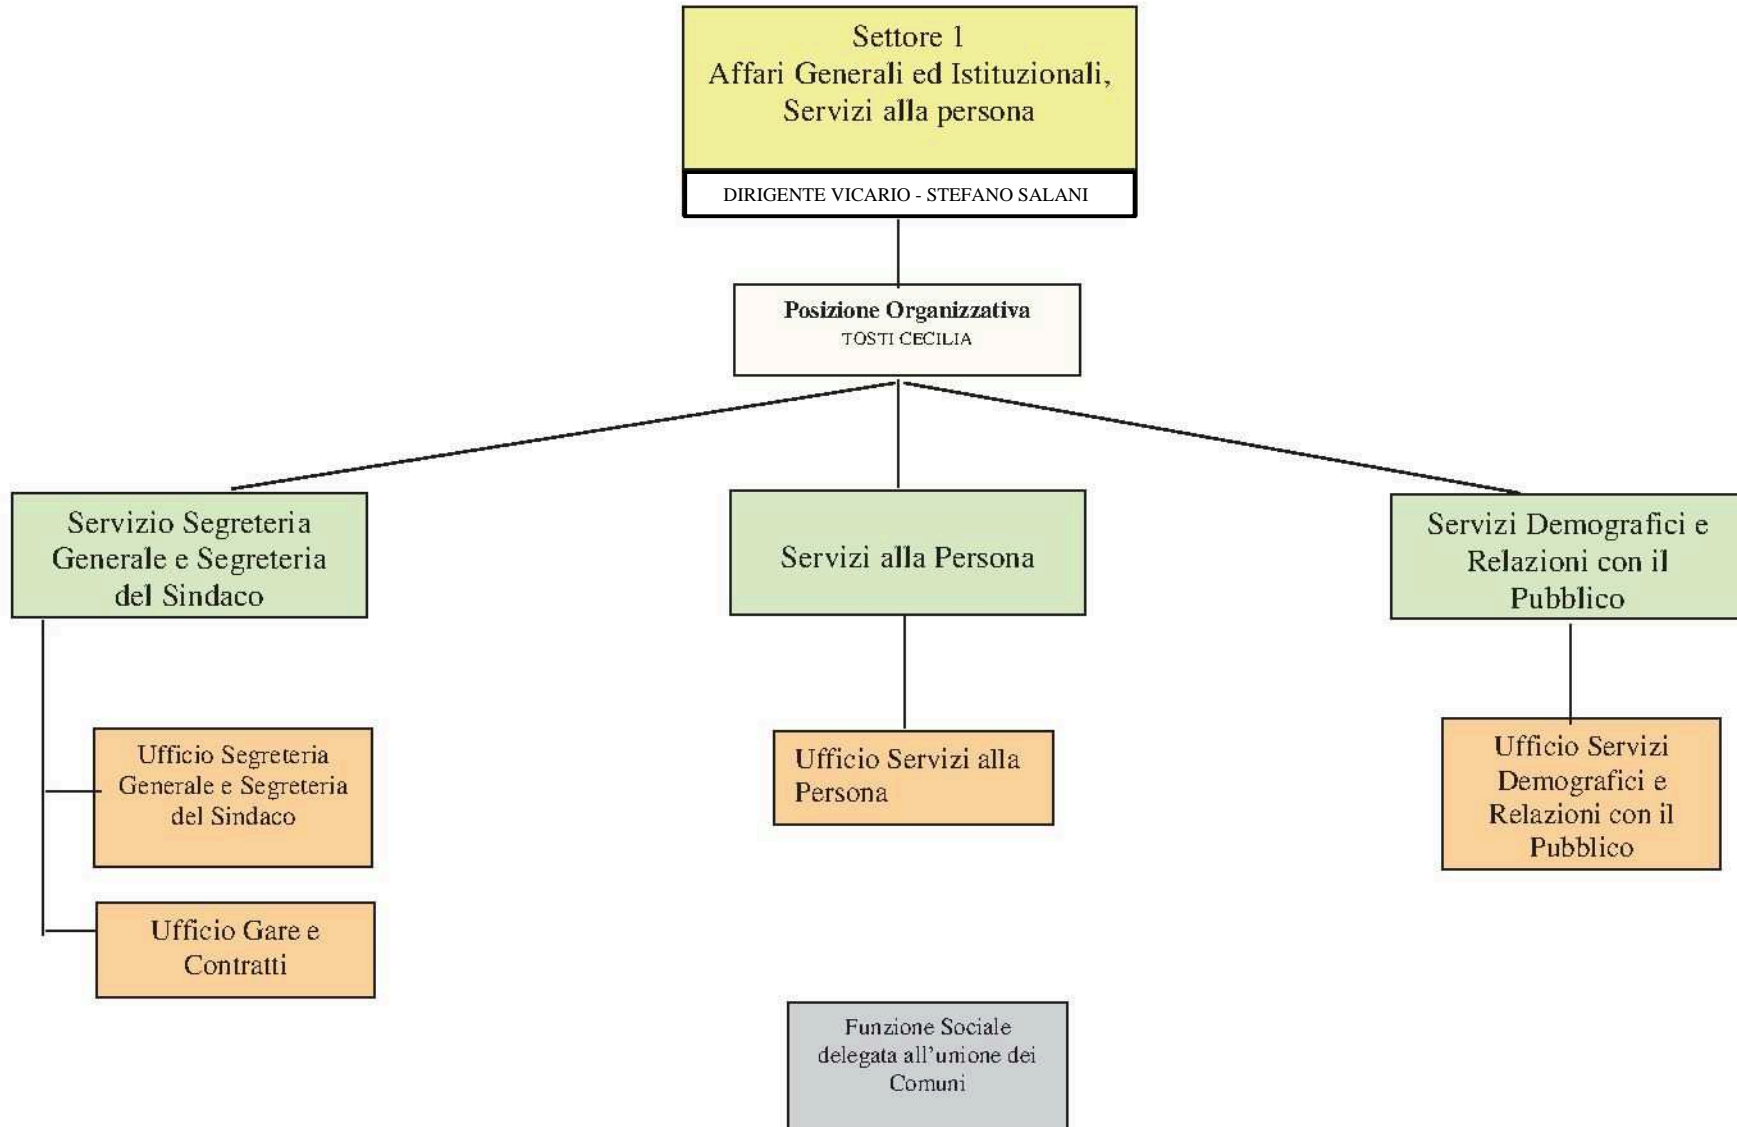 Settore 1
Affari Generali ed Istituzionali,
Servizi alla persona
DIRIGENTE VICARIO - STEFANO SALANI
Posizione Organizzativa
TOSTI CECILIA
Servizio Segreteria
Generale e Segreteria
del Sindaco
Servizi alla Persona
Servizi Demografici e
Relazioni con il
Pubblico
Ufficio Segreteria
Generale e Segreteria
del Sindaco
Ufficio Servizi alla
Persona
Ufficio Servizi
Demografici e
Relazioni con il
Pubblico
Ufficio Gare e
Contratti
Funzione Sociale
delegata all’unione dei
Comuni